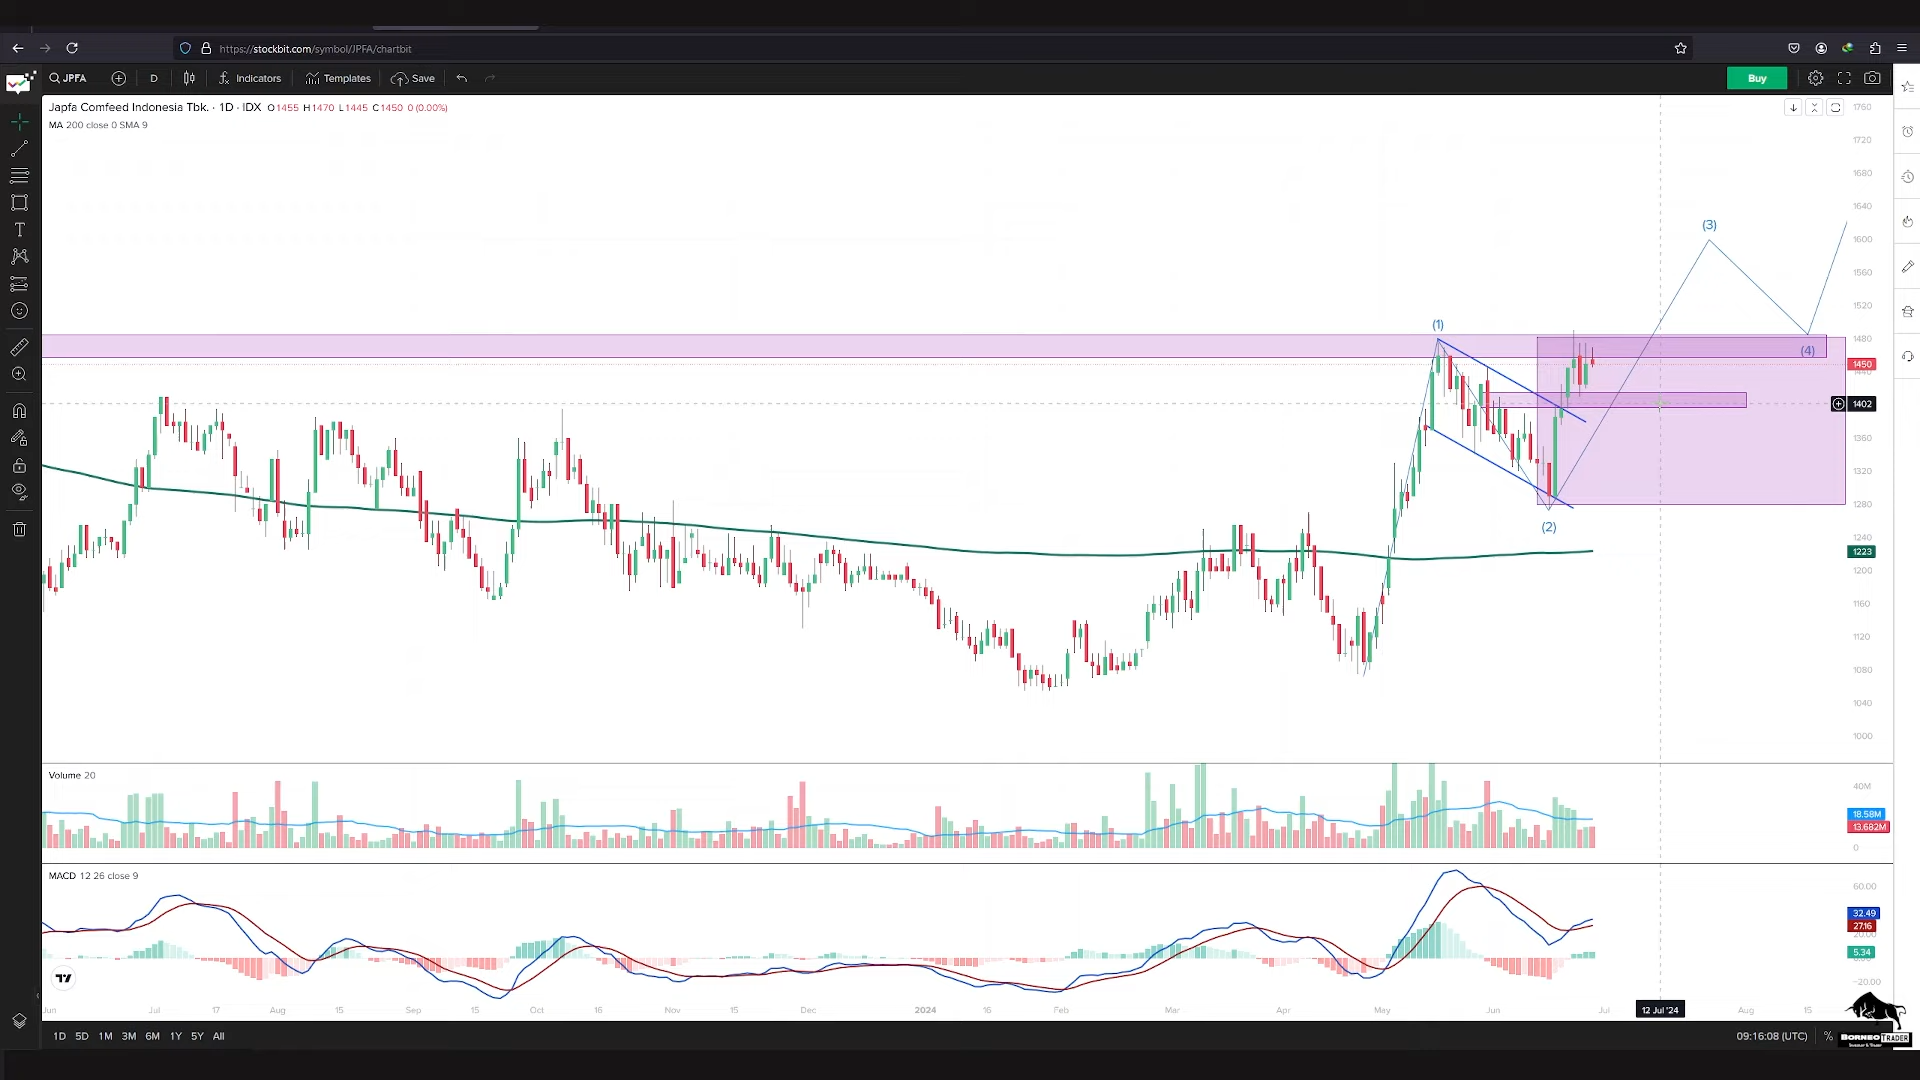 https://stockbit.com/symbol/JPFA/chartbit
JPFA D Indicators Templates Save Buy
Japfa Comfeed Indonesia Tbk. · 1D · IDX O1455 H1470 L1445 C1450 0 (0.00%)
MA 200 close 0 SMA 9
1760
1720
1680
1640
(3)
1600
1560
1520
(1)
1480
(4)
1450
1440
1402
1360
1320
1280
(2)
1240
1223
1200
1160
1120
1080
1040
1000
Volume 20
40M
18.58M
13.682M
0
MACD 12 26 close 9
60.00
32.49
27.16
20.00
5.34
−20.00
Jun Jul 17 Aug 15 Sep 15 Oct 16 Nov 15 Dec 2024 16 Feb Mar Apr May Jun Jul 12 Jul '24 Aug 15
1D 5D 1M 3M 6M 1Y 5Y All 09:16:08 (UTC) %
BORNEO TRADER